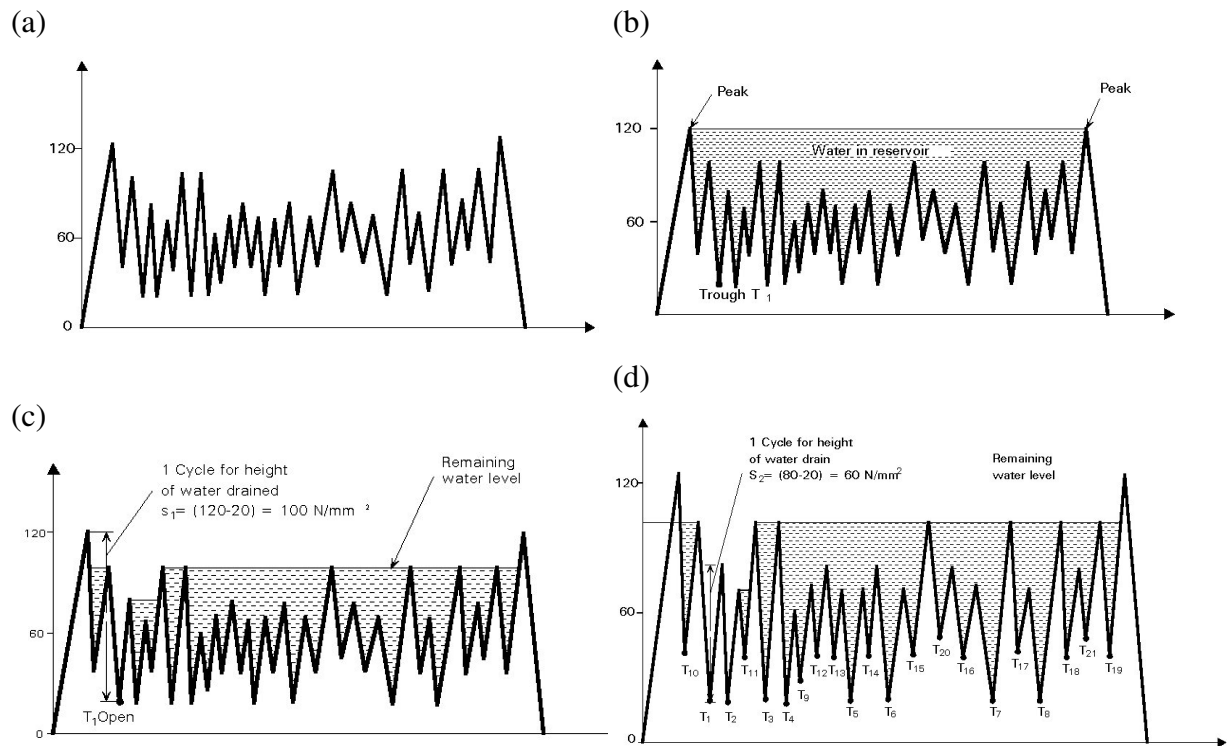 (a)
120
60
0
(b)
Peak
Peak
120
Water in reservoir
60
Trough T 1
(c)
1 Cycle for height
of water drained
s1= (120-20) = 100 N/mm 2
Remaining
water level
120
60
T1Open
0
(d)
1 Cycle for height
of water drain
S2= (80-20) = 60 N/mm2
Remaining
water level
120
60
T10
T1
T2
T11
T3
T4
T9
T12
T13
T5
T14
T6
T15
T20
T16
T7
T17
T8
T18
T21
T19
0